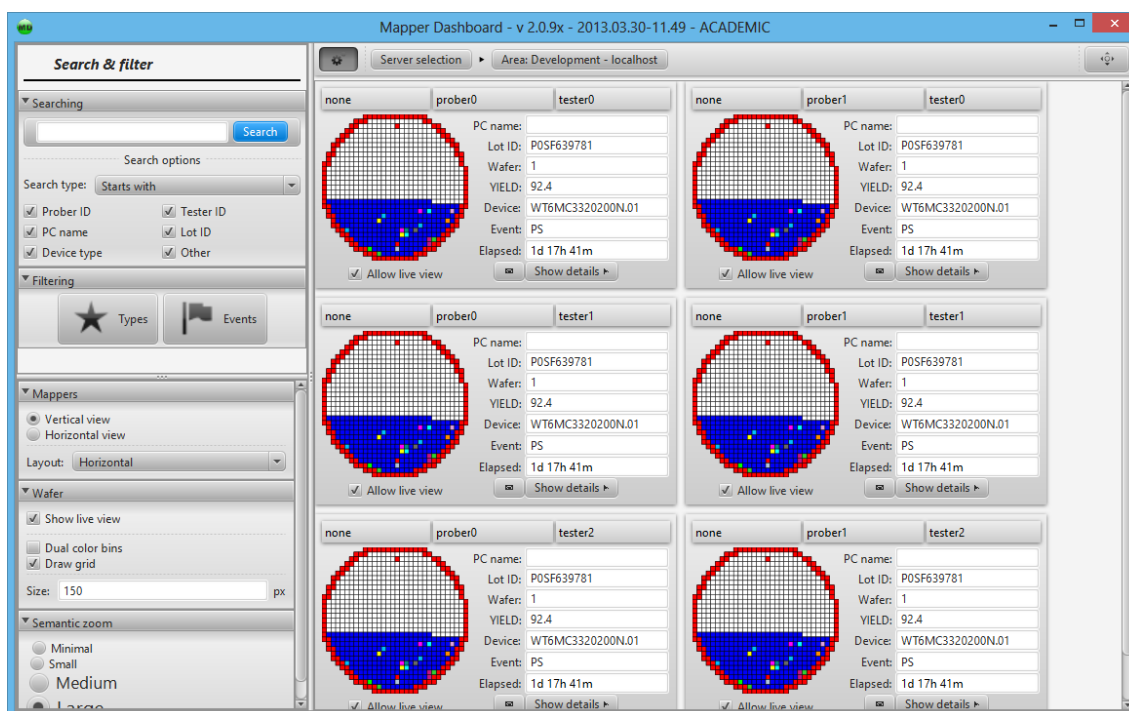 MD
Mapper Dashboard - v 2.0.9x - 2013.03.30-11.49 - ACADEMIC
Search & filter
Searching
Search
Search options
Search type: Starts with
Prober ID Tester ID
PC name Lot ID
Device type Other
Filtering
Types Events
Mappers
Vertical view
Horizontal view
Layout: Horizontal
Wafer
Show live view
Dual color bins
Draw grid
Size: 150 px
Semantic zoom
Minimal
Small
Medium
Large
Server selection Area: Development - localhost
none prober0 tester0
PC name:
Lot ID: P0SF639781
Wafer: 1
YIELD: 92.4
Device: WT6MC3320200N.01
Event: PS
Elapsed: 1d 17h 41m
Allow live view Show details
none prober1 tester0
PC name:
Lot ID: P0SF639781
Wafer: 1
YIELD: 92.4
Device: WT6MC3320200N.01
Event: PS
Elapsed: 1d 17h 41m
Allow live view Show details
none prober0 tester1
PC name:
Lot ID: P0SF639781
Wafer: 1
YIELD: 92.4
Device: WT6MC3320200N.01
Event: PS
Elapsed: 1d 17h 41m
Allow live view Show details
none prober1 tester1
PC name:
Lot ID: P0SF639781
Wafer: 1
YIELD: 92.4
Device: WT6MC3320200N.01
Event: PS
Elapsed: 1d 17h 41m
Allow live view Show details
none prober0 tester2
PC name:
Lot ID: P0SF639781
Wafer: 1
YIELD: 92.4
Device: WT6MC3320200N.01
Event: PS
Elapsed: 1d 17h 41m
Allow live view Show details
none prober1 tester2
PC name:
Lot ID: P0SF639781
Wafer: 1
YIELD: 92.4
Device: WT6MC3320200N.01
Event: PS
Elapsed: 1d 17h 41m
Allow live view Show details